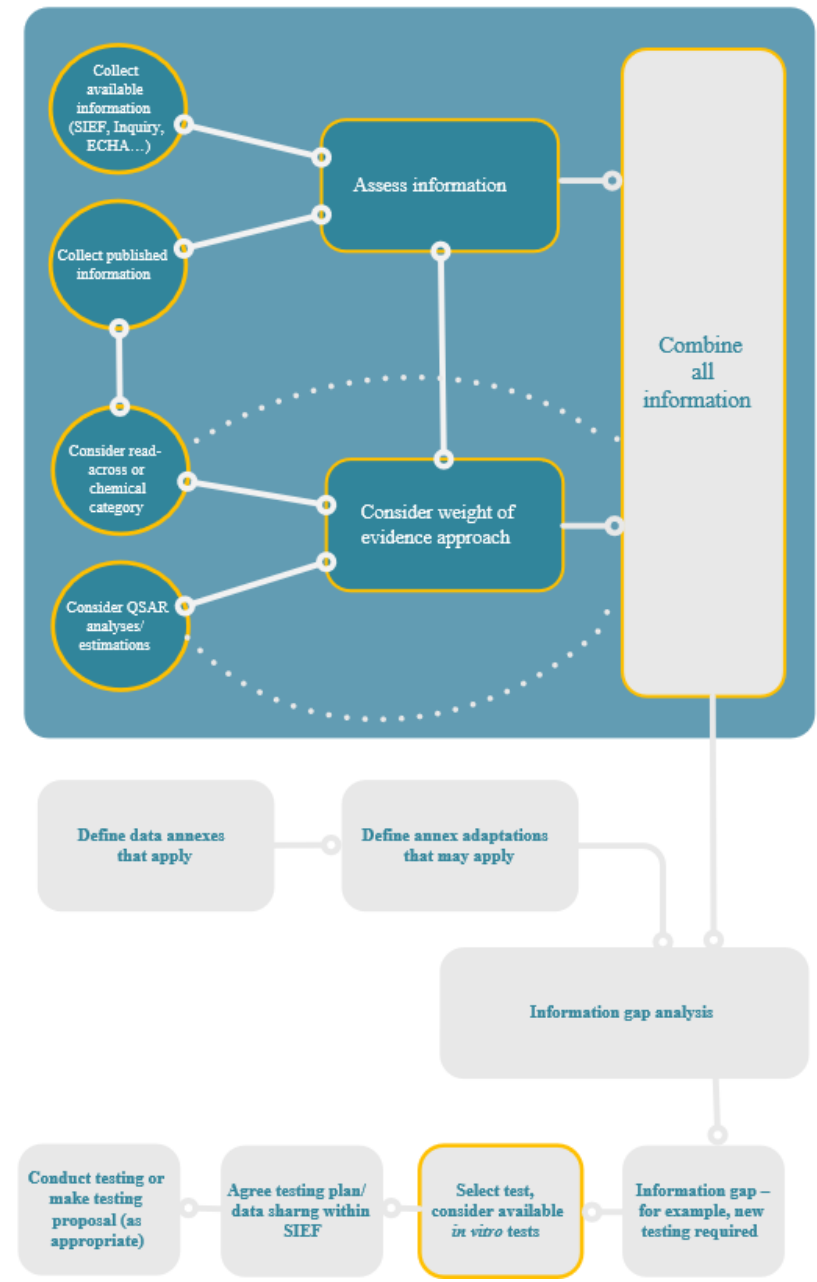 Collect
available
information
(SIEF, Inquiry,
ECHA…)
Assess information
Collect published
information
Combine
all
information
Consider read-
across or
chemical
category
Consider weight of
evidence approach
Consider QSAR
analyses/
estimations
Define data annexes
that apply
Define annex adaptations
that may apply
Information gap analysis
Conduct testing or
make testing
proposal (as
appropriate)
Agree testing plan/
data sharng within
SIEF
Select test,
consider available
in vitro tests
Information gap –
for example, new
testing required